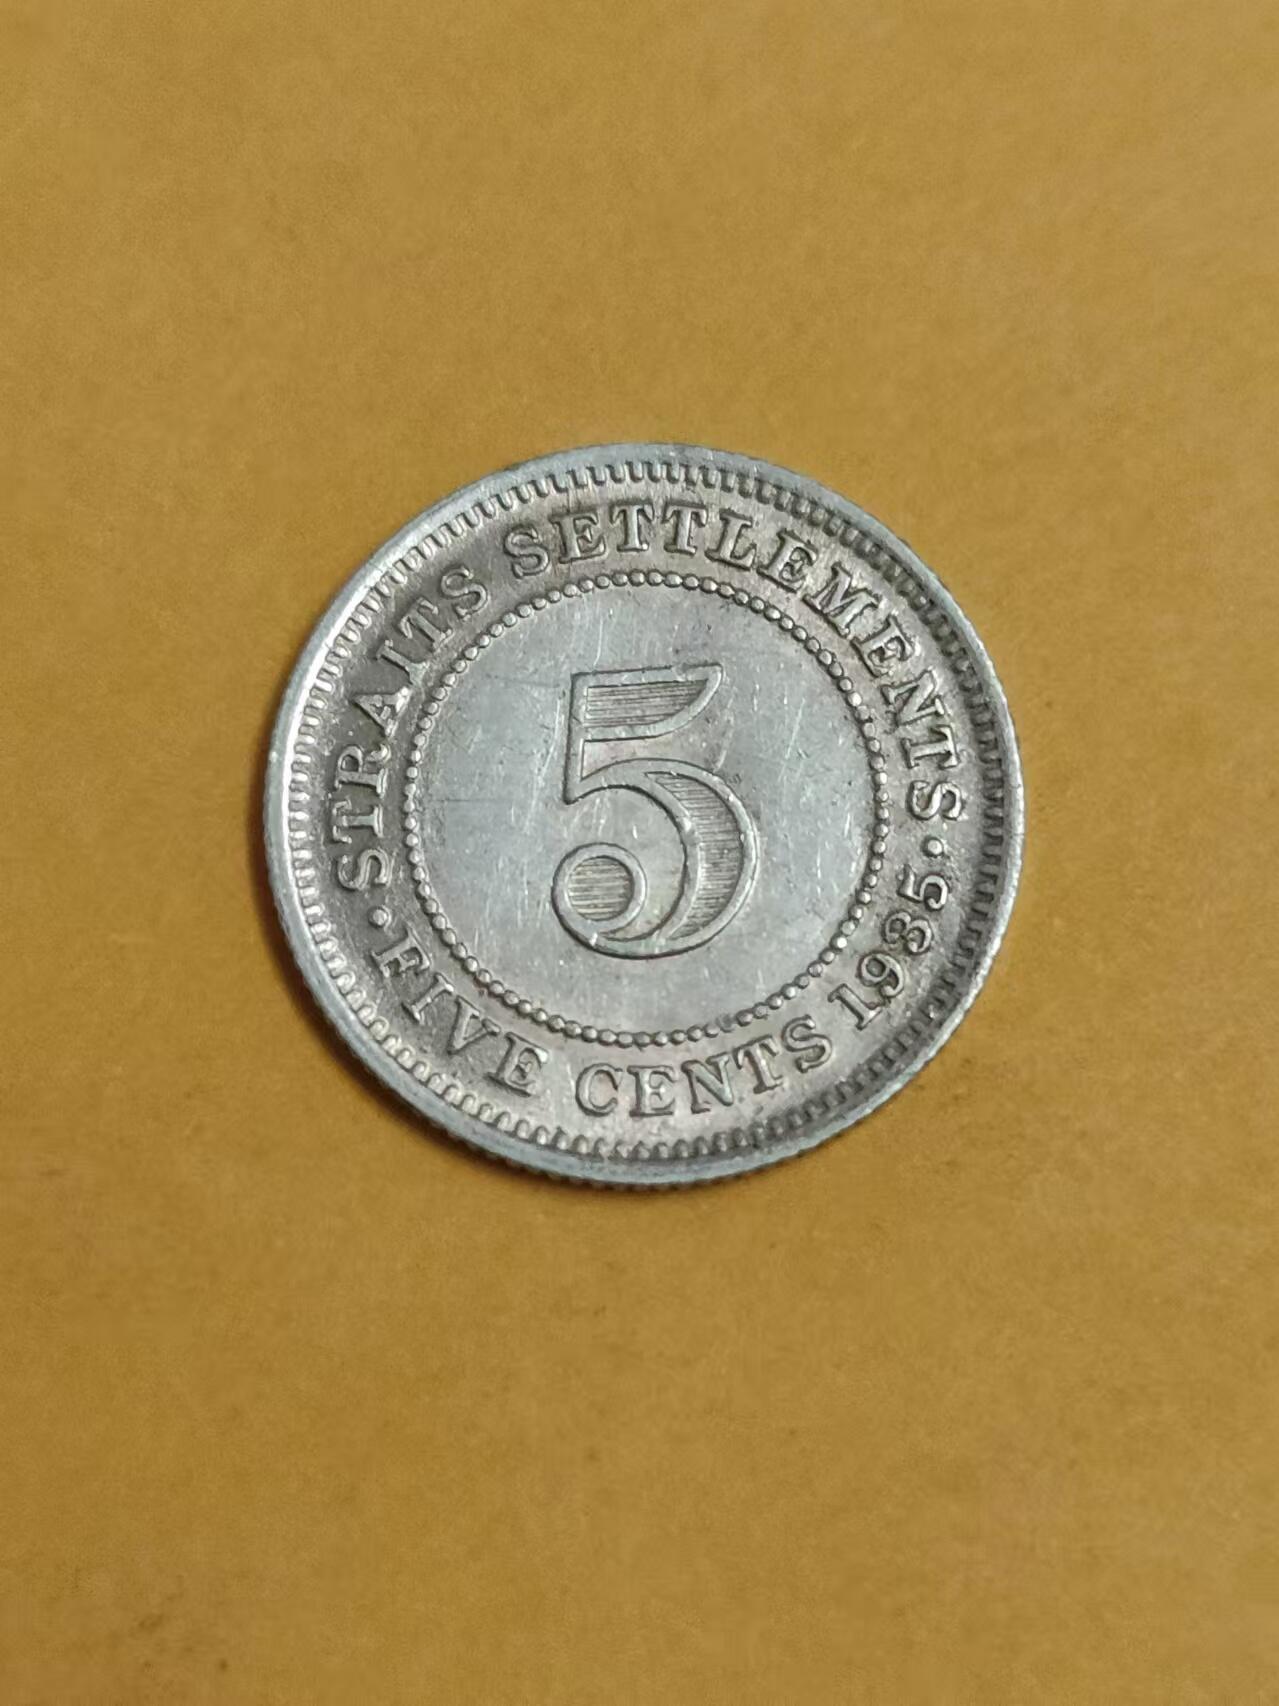 ·STRAITS SETTLEMENTS·
5
FIVE CENTS 1935